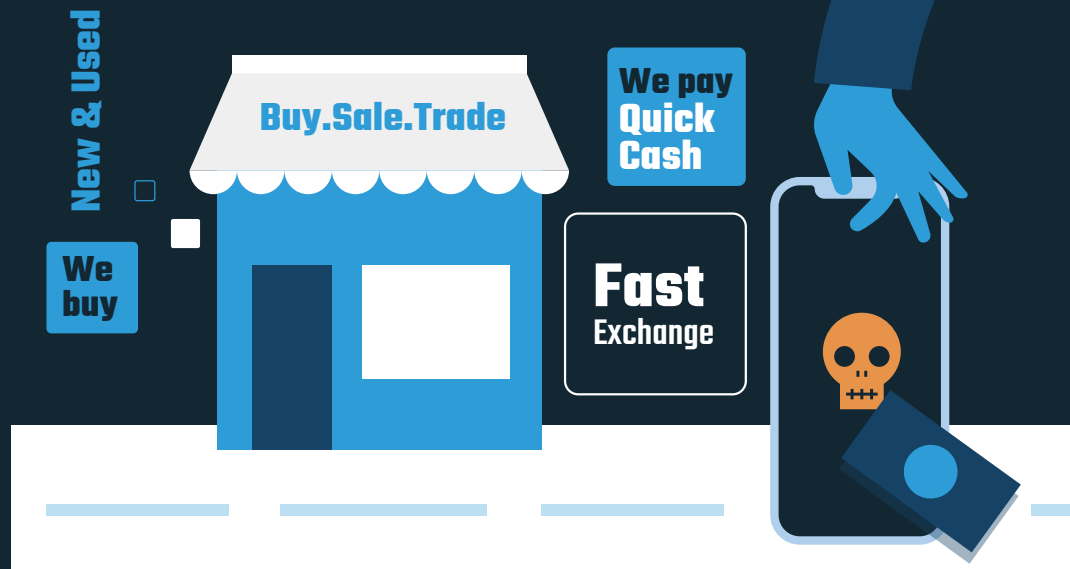 New & Used
We
buy
Buy.Sale.Trade
We pay
Quick
Cash
Fast
Exchange